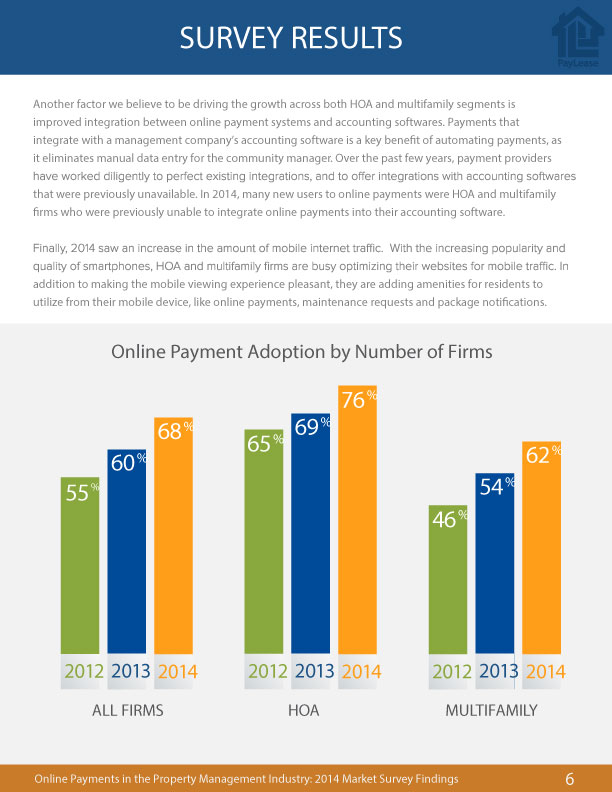 SURVEY RESULTS
PayLease
Another factor we believe to be driving the growth across both HOA and multifamily segments is
improved integration between online payment systems and accounting softwares. Payments that
integrate with a management company's accounting software is a key benefit of automating payments, as
it eliminates manual data entry for the community manager. Over the past few years, payment providers
have worked diligently to perfect existing integrations, and to offer integrations with accounting softwares
that were previously unavailable. In 2014, many new users to online payments were HOA and multifamily
firms who were previously unable to integrate online payments into their accounting software.
Finally, 2014 saw an increase in the amount of mobile internet traffic. With the increasing popularity and
quality of smartphones, HOA and multifamily firms are busy optimizing their websites for mobile traffic. In
addition to making the mobile viewing experience pleasant, they are adding amenities for residents to
utilize from their mobile device, like online payments, maintenance requests and package notifications.
Online Payment Adoption by Number of Firms
55% 60% 68%
65% 69% 76%
46% 54% 62%
2012 2013 2014
2012 2013 2014
2012 2013 2014
ALL FIRMS
HOA
MULTIFAMILY
Online Payments in the Property Management Industry: 2014 Market Survey Findings
6